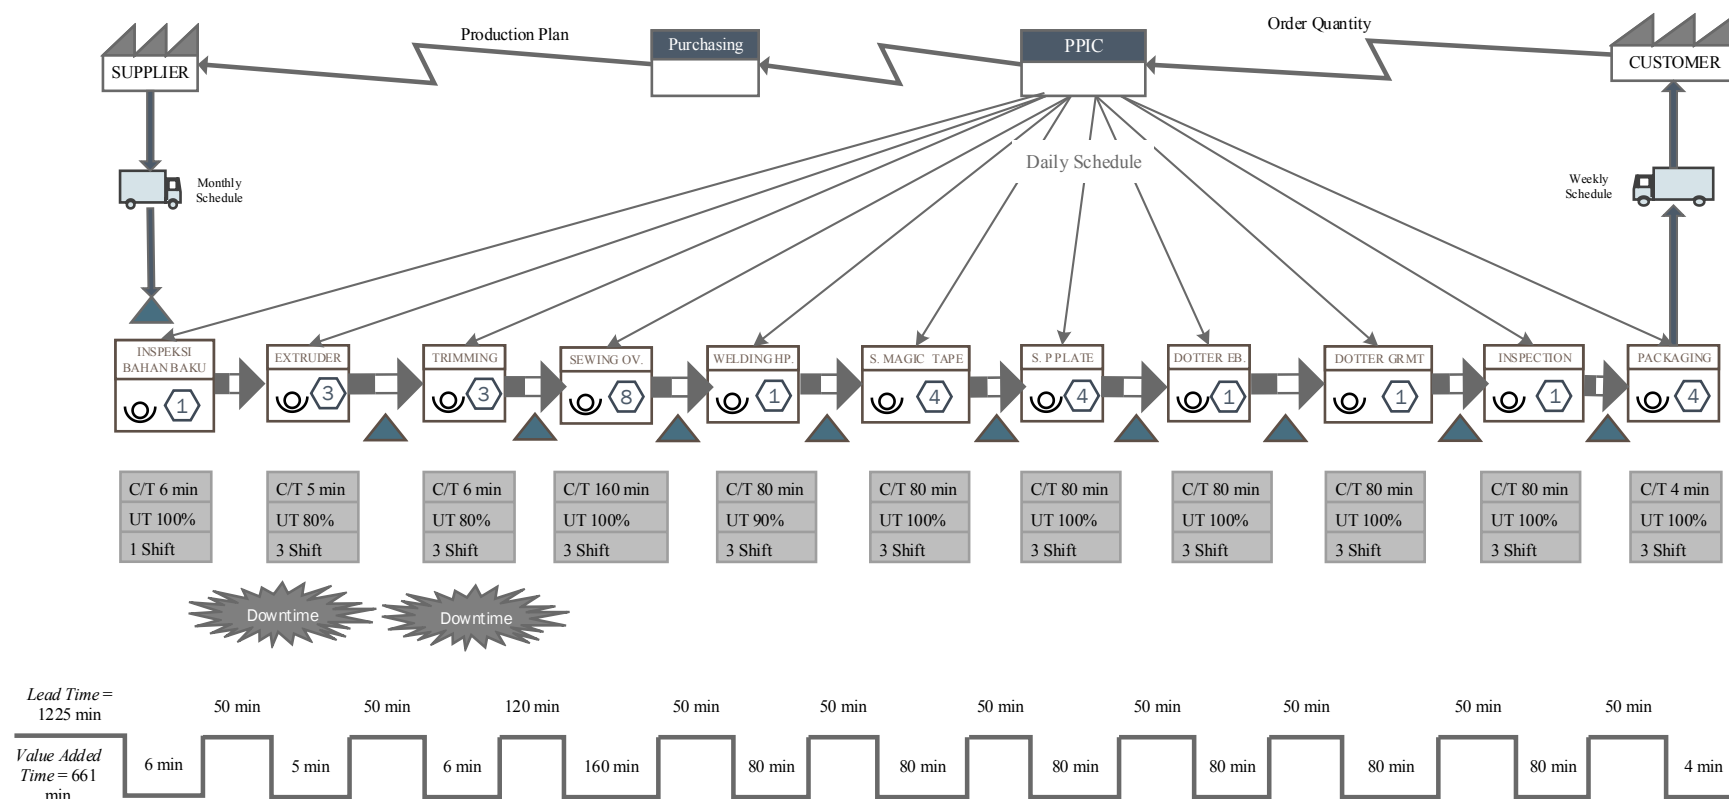 Production Plan
Purchasing
PPIC
Order Quantity
SUPPLIER
CUSTOMER
Daily Schedule
Monthly
Schedule
Weekly
Schedule
INSPEKSI
BAHAN BAKU
EXTRUDER
TRIMMING
SEWING OV.
WELDING HP.
S. MAGIC TAPE
S. P PLATE
DOTTER EB.
DOTTER GRMT
INSPECTION
PACKAGING
1
3
3
8
1
4
4
1
1
1
4
C/T 6 min
UT 100%
1 Shift
C/T 5 min
UT 80%
3 Shift
C/T 6 min
UT 80%
3 Shift
C/T 160 min
UT 100%
3 Shift
C/T 80 min
UT 90%
3 Shift
C/T 80 min
UT 100%
3 Shift
C/T 80 min
UT 100%
3 Shift
C/T 80 min
UT 100%
3 Shift
C/T 80 min
UT 100%
3 Shift
C/T 80 min
UT 100%
3 Shift
C/T 4 min
UT 100%
3 Shift
Downtime
Downtime
Lead Time =
1225 min
50 min
50 min
120 min
50 min
50 min
50 min
50 min
50 min
50 min
50 min
Value Added
Time = 661
min
6 min
5 min
6 min
160 min
80 min
80 min
80 min
80 min
80 min
80 min
4 min